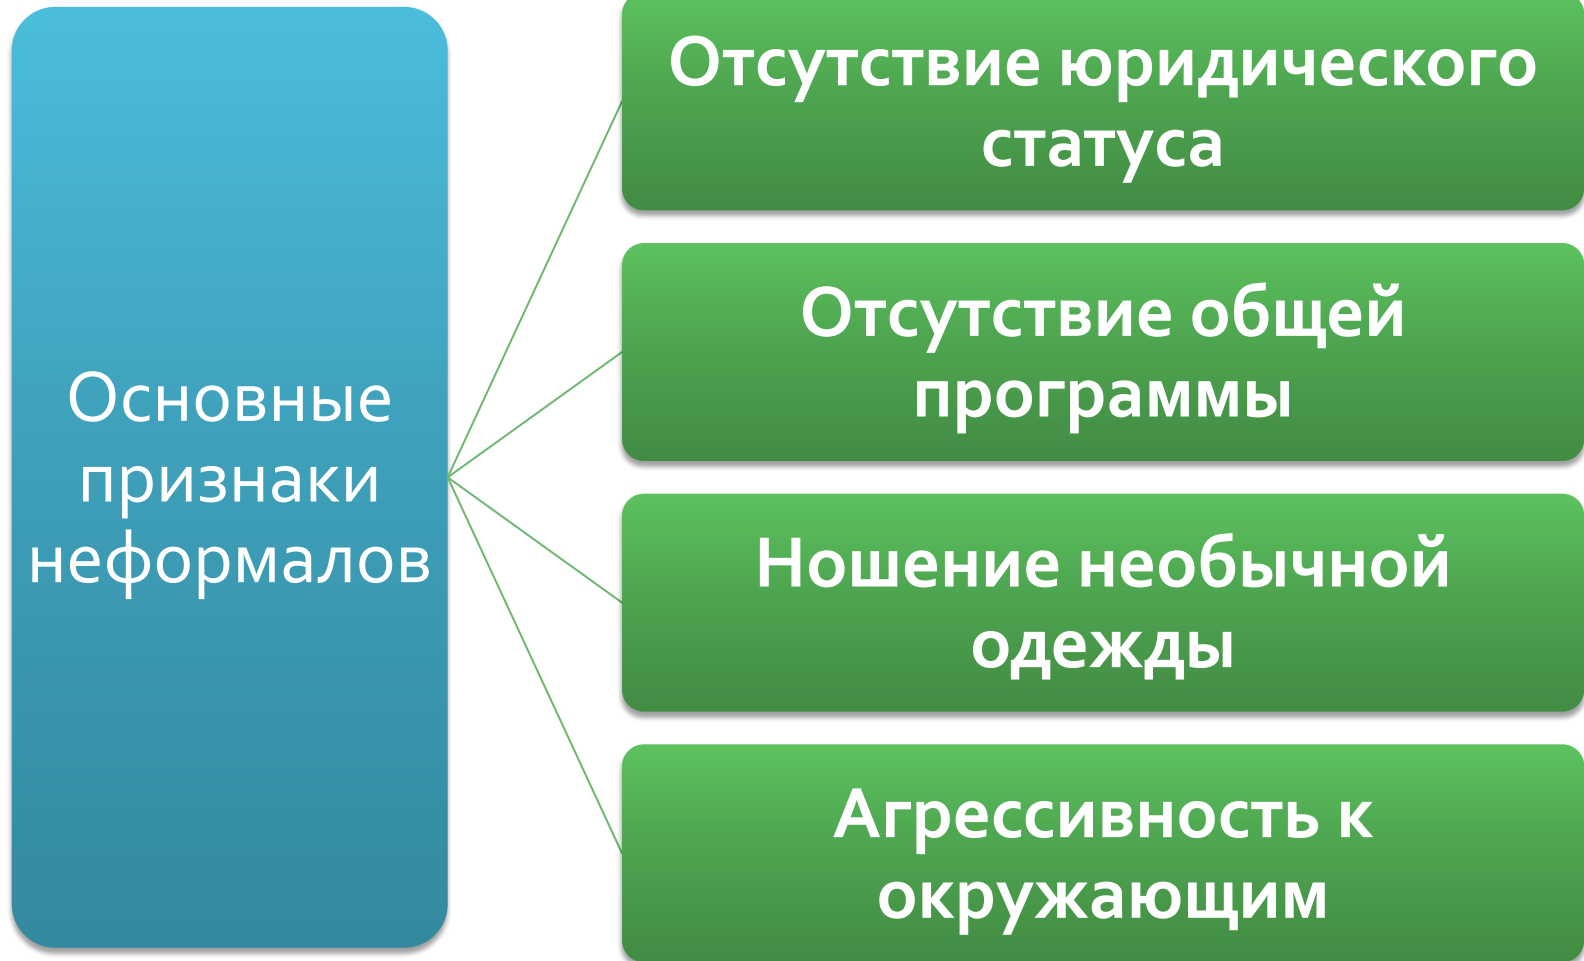 Основные
признаки
неформалов
Отсутствие юридического
статуса
Отсутствие общей
программы
Ношение необычной
одежды
Агрессивность к
окружающим